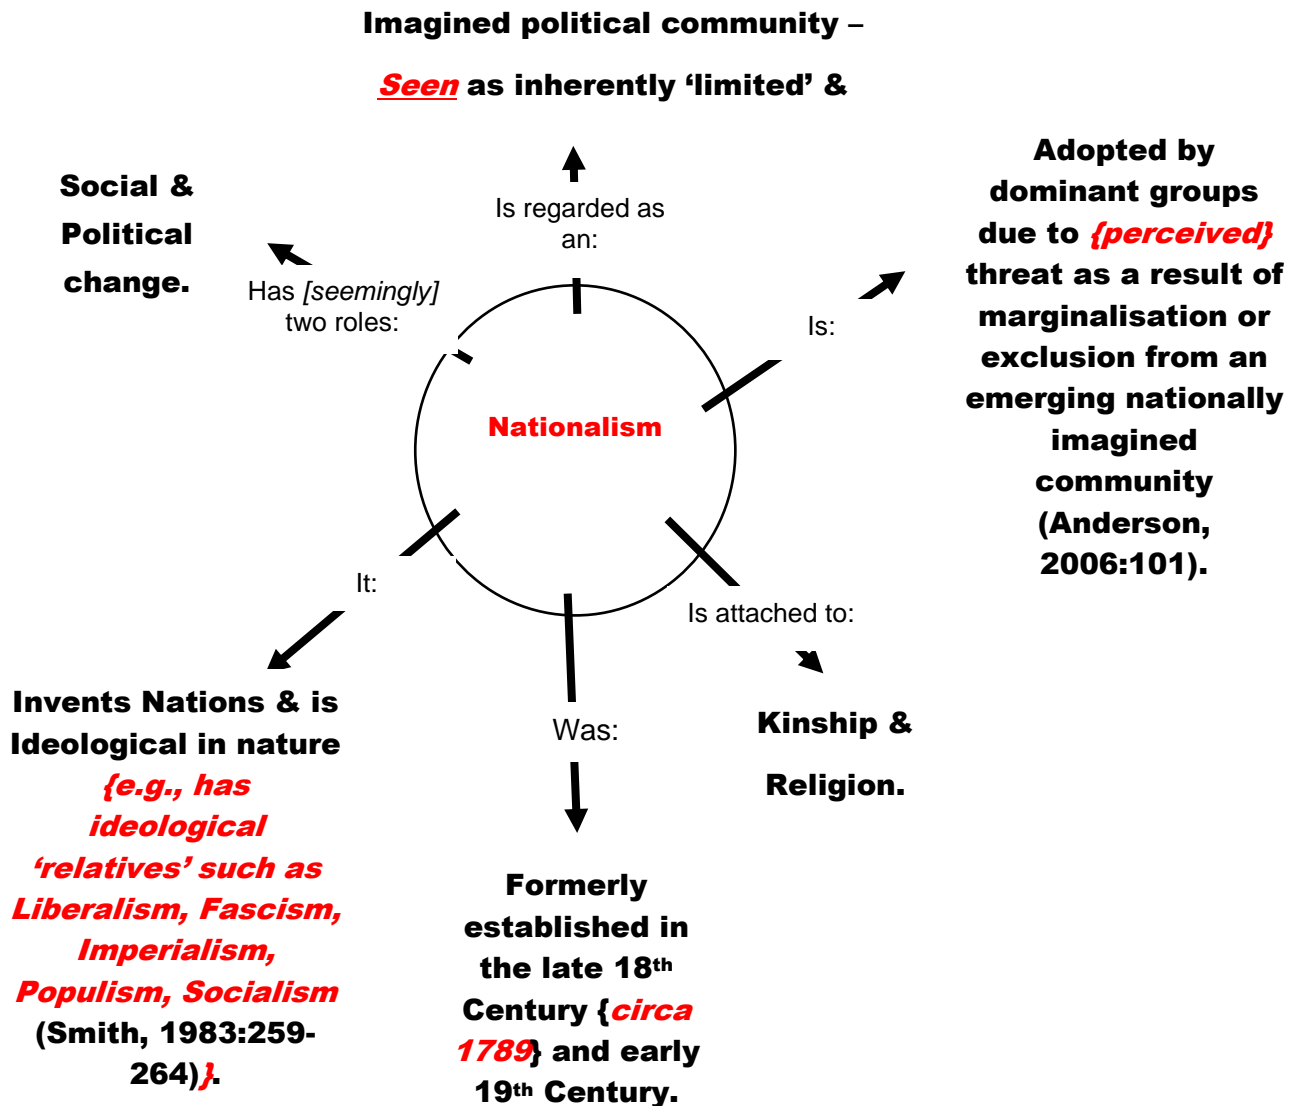 Imagined political community –
Seen as inherently ‘limited’ &
Social &
Political
change.
Has [seemingly]
two roles:
Is regarded as
an:
Is:
Adopted by
dominant groups
due to {perceived}
threat as a result of
marginalisation or
exclusion from an
emerging nationally
imagined
community
(Anderson,
2006:101).
Nationalism
It:
Is attached to:
Was:
Invents Nations & is
Ideological in nature
{e.g., has
ideological
‘relatives’ such as
Liberalism, Fascism,
Imperialism,
Populism, Socialism
(Smith, 1983:259-
264)}.
Kinship &
Religion.
Formerly
established in
the late 18th
Century {circa
1789} and early
19th Century.